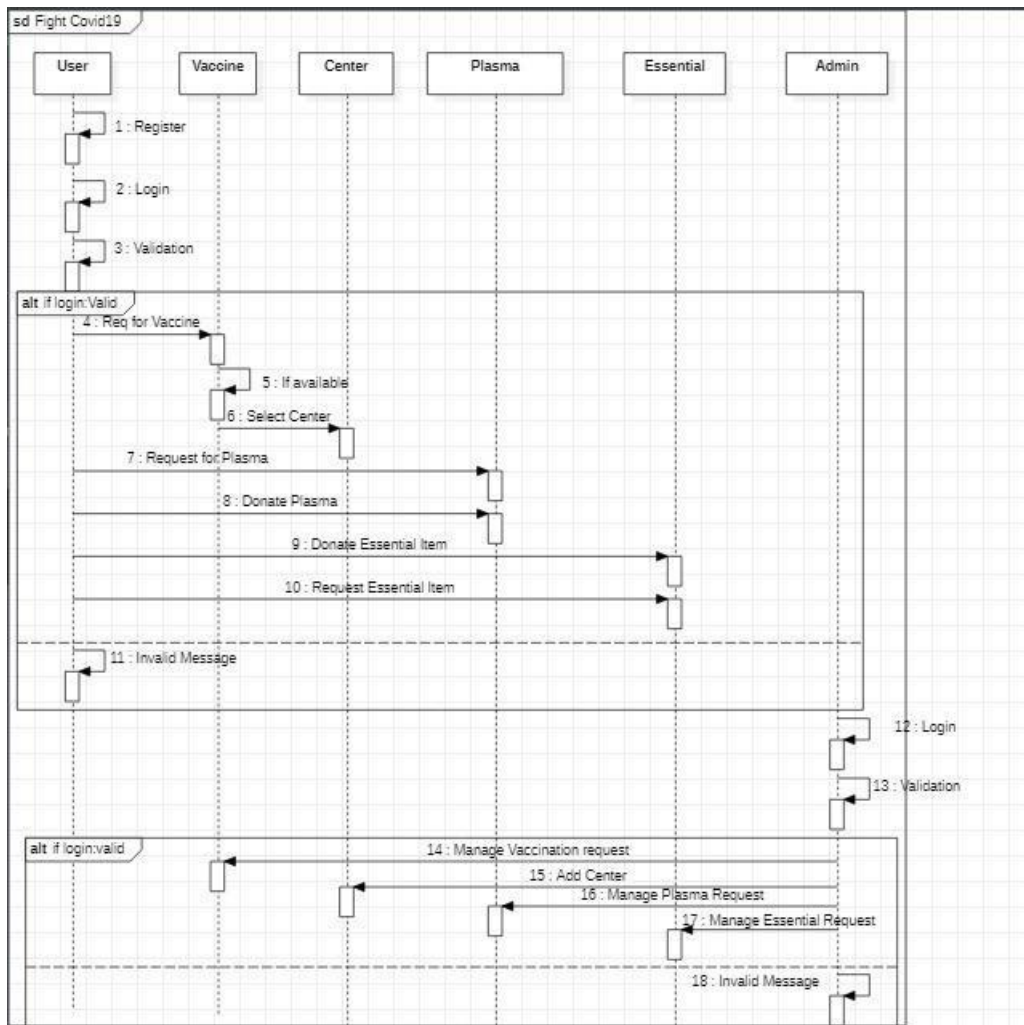 sd Fight Covid19
User
Vaccine
Center
Plasma
Essential
Admin
1 : Register
2 : Login
3 : Validation
alt if login:Valid
4 : Req for Vaccine
5 : If available
6 : Select Center
7 : Request for Plasma
8 : Donate Plasma
9 : Donate Essential Item
10 : Request Essential Item
11 : Invalid Message
12 : Login
13 : Validation
alt if login:valid
14 : Manage Vaccination request
15 : Add Center
16 : Manage Plasma Request
17 : Manage Essential Request
18 : Invalid Message